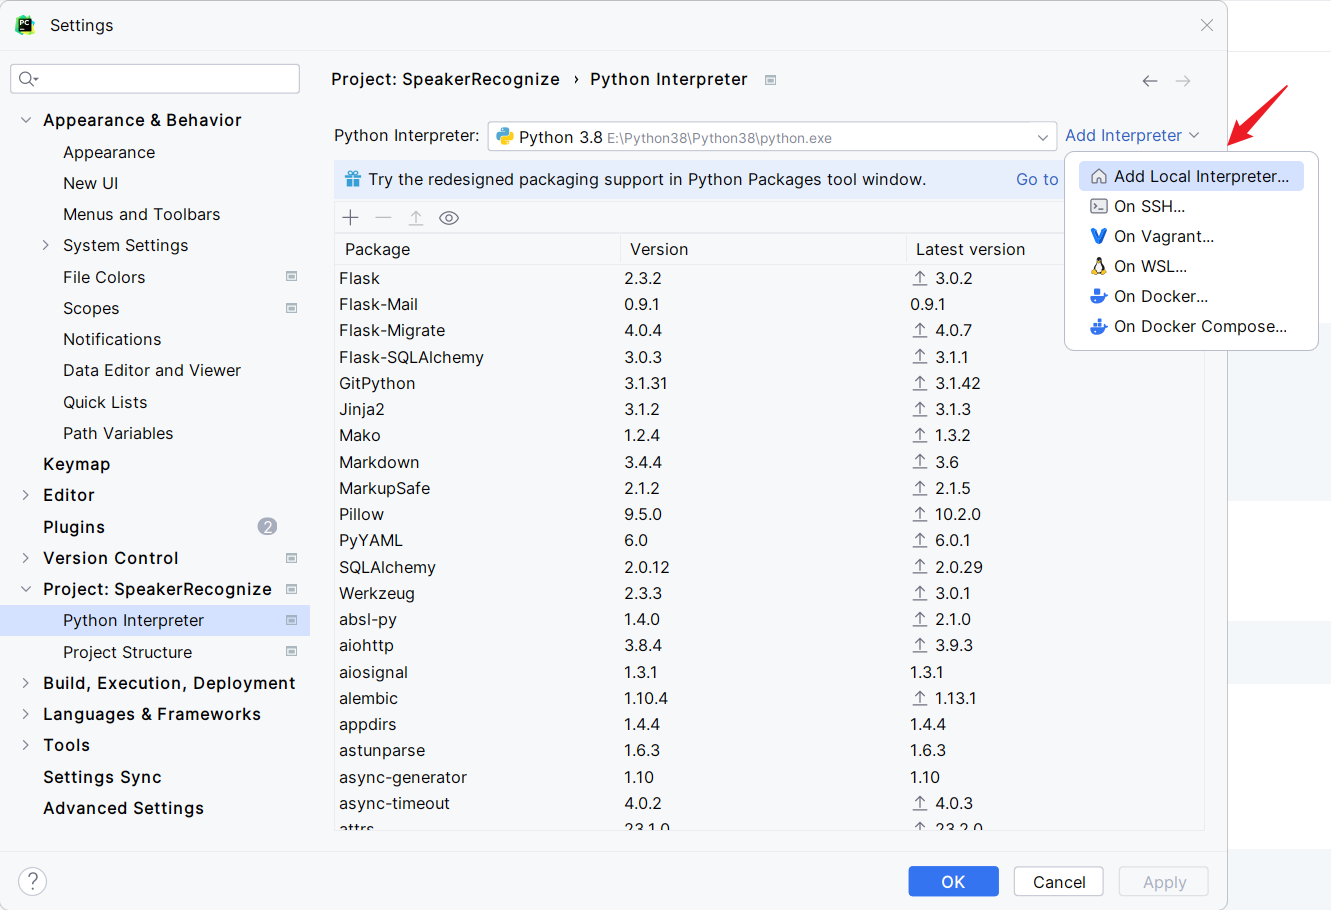 Settings
Project: SpeakerRecognize › Python Interpreter
Appearance & Behavior
Appearance
New UI
Menus and Toolbars
System Settings
File Colors
Scopes
Notifications
Data Editor and Viewer
Quick Lists
Path Variables
Keymap
Editor
Plugins 2
Version Control
Project: SpeakerRecognize
Python Interpreter
Project Structure
Build, Execution, Deployment
Languages & Frameworks
Tools
Settings Sync
Advanced Settings
Python Interpreter: Python 3.8 E:\Python38\Python38\python.exe Add Interpreter
Try the redesigned packaging support in Python Packages tool window. Go to
Add Local Interpreter...
On SSH...
On Vagrant...
On WSL...
On Docker...
On Docker Compose...
Package Version Latest version
Flask 2.3.2 3.0.2
Flask-Mail 0.9.1 0.9.1
Flask-Migrate 4.0.4 4.0.7
Flask-SQLAlchemy 3.0.3 3.1.1
GitPython 3.1.31 3.1.42
Jinja2 3.1.2 3.1.3
Mako 1.2.4 1.3.2
Markdown 3.4.4 3.6
MarkupSafe 2.1.2 2.1.5
Pillow 9.5.0 10.2.0
PyYAML 6.0 6.0.1
SQLAlchemy 2.0.12 2.0.29
Werkzeug 2.3.3 3.0.1
absl-py 1.4.0 2.1.0
aiohttp 3.8.4 3.9.3
aiosignal 1.3.1 1.3.1
alembic 1.10.4 1.13.1
appdirs 1.4.4 1.4.4
astunparse 1.6.3 1.6.3
async-generator 1.10 1.10
async-timeout 4.0.2 4.0.3
attrs 23.1.0 23.2.0
? OK Cancel Apply